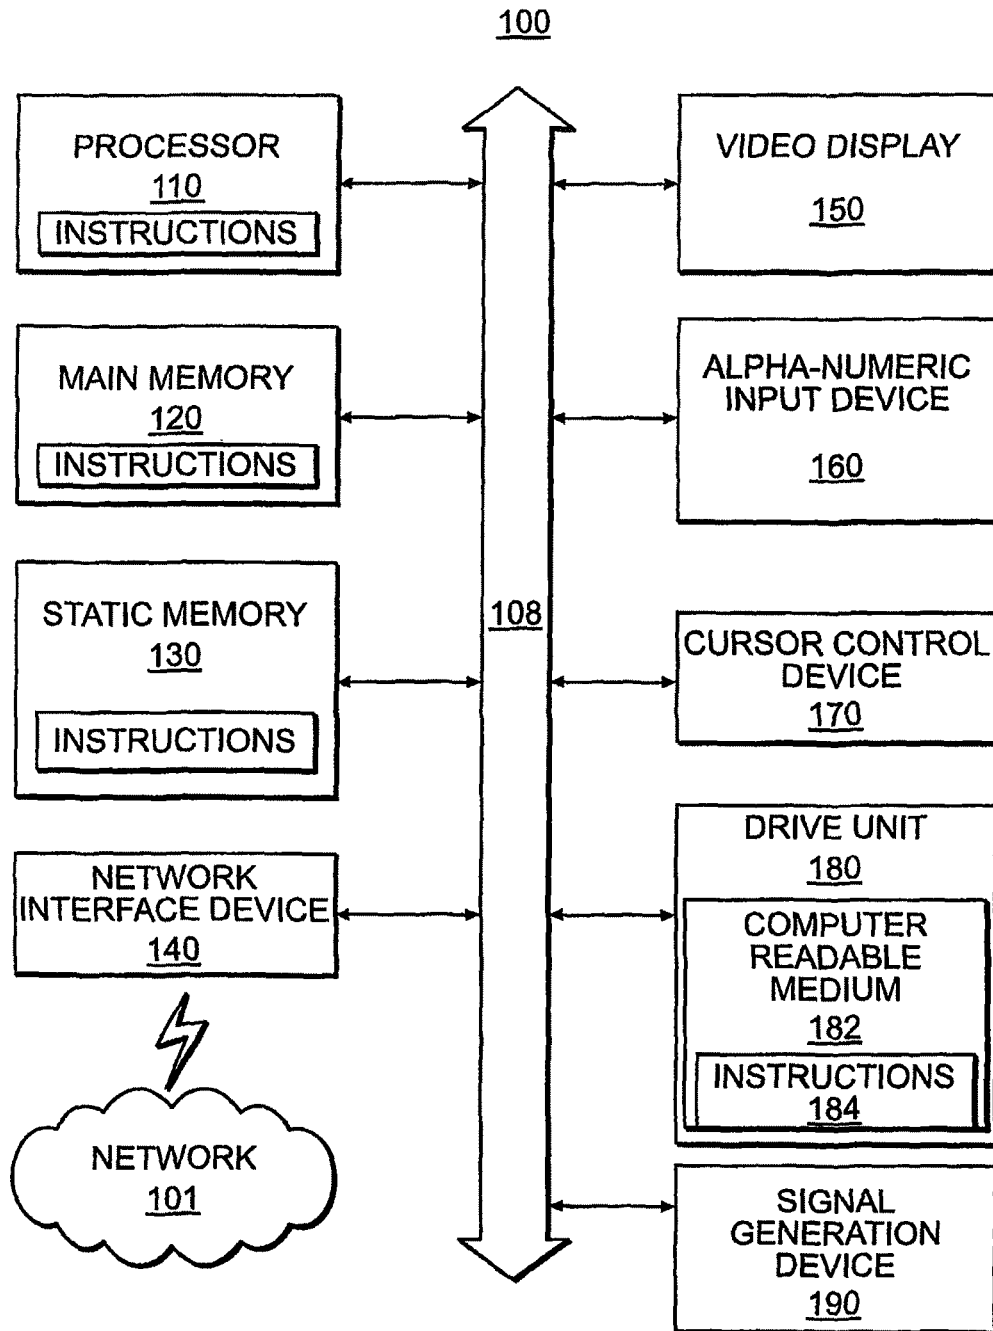 100
PROCESSOR
110
INSTRUCTIONS
MAIN MEMORY
120
INSTRUCTIONS
STATIC MEMORY
130
INSTRUCTIONS
NETWORK
INTERFACE DEVICE
140
NETWORK
101
108
VIDEO DISPLAY
150
ALPHA-NUMERIC
INPUT DEVICE
160
CURSOR CONTROL
DEVICE
170
DRIVE UNIT
180
COMPUTER
READABLE
MEDIUM
182
INSTRUCTIONS
184
SIGNAL
GENERATION
DEVICE
190